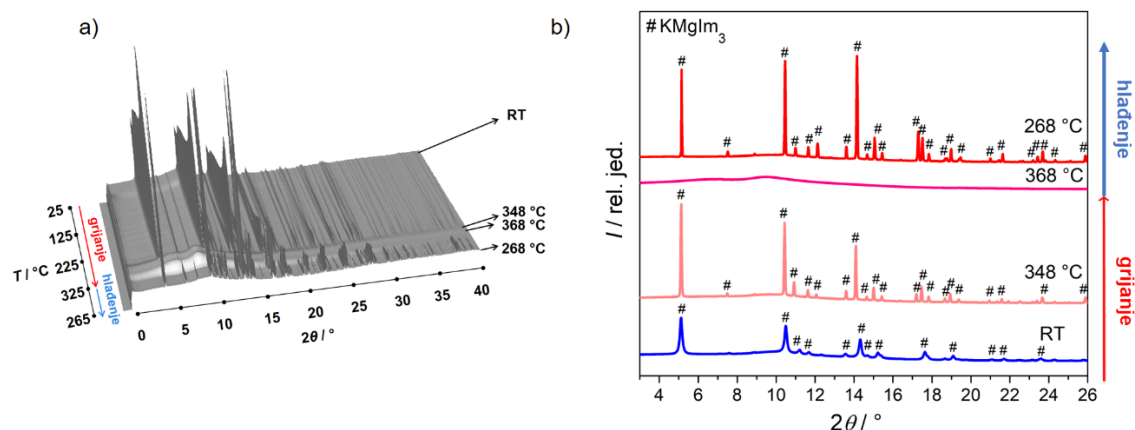 a)
RT
348 °C
368 °C
268 °C
25
125
225
325
265
T / °C
grijanje
hlađenje
0
5
10
15
20
25
30
35
40
2θ / °
b)
# KMgIm3
I / rel. jed.
# # # # # # # # # # # # # # # # # # # # # # #
268 °C
368 °C
# # # # # # # # # # # # # # # # # # # #
348 °C
# # # # # # # # # # # # #
RT
4 6 8 10 12 14 16 18 20 22 24 26
2θ / °
hlađenje
grijanje